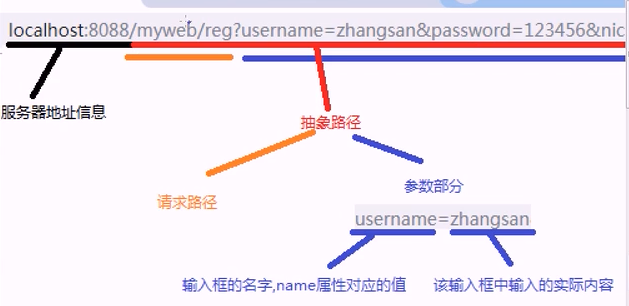 localhost:8088/myweb/reg?username=zhangsan&password=123456&nic
服务器地址信息
抽象路径
请求路径
参数部分
username=zhangsan
输入框的名字,name属性对应的值
该输入框中输入的实际内容